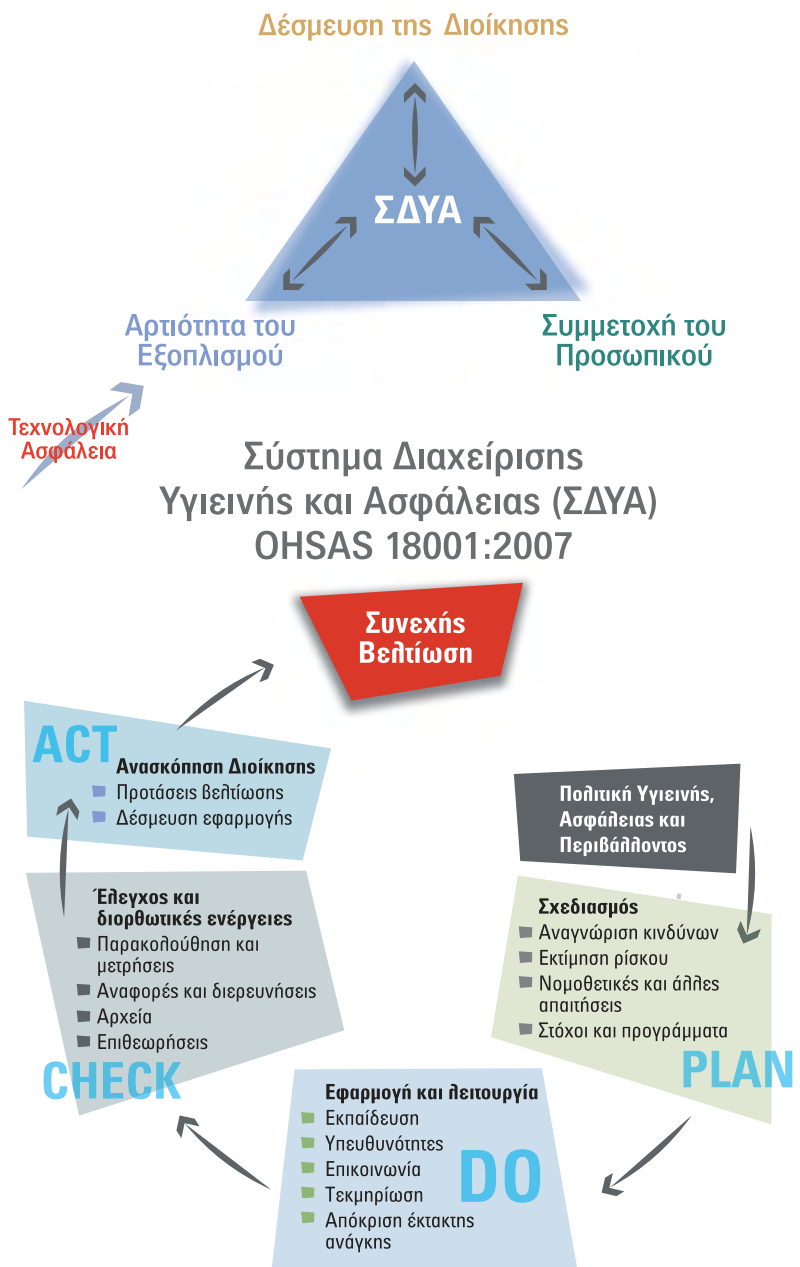 Δέσμευση της Διοίκησης
ΣΔΥΑ
Αρτιότητα του
Εξοπλισμού
Συμμετοχή του
Προσωπικού
Τεχνολογική
Ασφάλεια
Σύστημα Διαχείρισης
Υγιεινής και Ασφάλειας (ΣΔΥΑ)
OHSAS 18001:2007
Συνεχής
Βελτίωση
ACT
Ανασκόπηση Διοίκησης
Προτάσεις βελτίωσης
Δέσμευση εφαρμογής
Πολιτική Υγιεινής,
Ασφάλειας και
Περιβάλλοντος
Έλεγχος και
διορθωτικές ενέργειες
Παρακολούθηση και
μετρήσεις
Αναφορές και διερευνήσεις
Αρχεία
Επιθεωρήσεις
CHECK
Σχεδιασμός
Αναγνώριση κινδύνων
Εκτίμηση ρίσκου
Νομοθετικές και άλλες
απαιτήσεις
Στόχοι και προγράμματα
PLAN
Εφαρμογή και λειτουργία
Εκπαίδευση
Υπευθυνότητες
Επικοινωνία
Τεκμηρίωση
Απόκριση έκτακτης
ανάγκης
DO